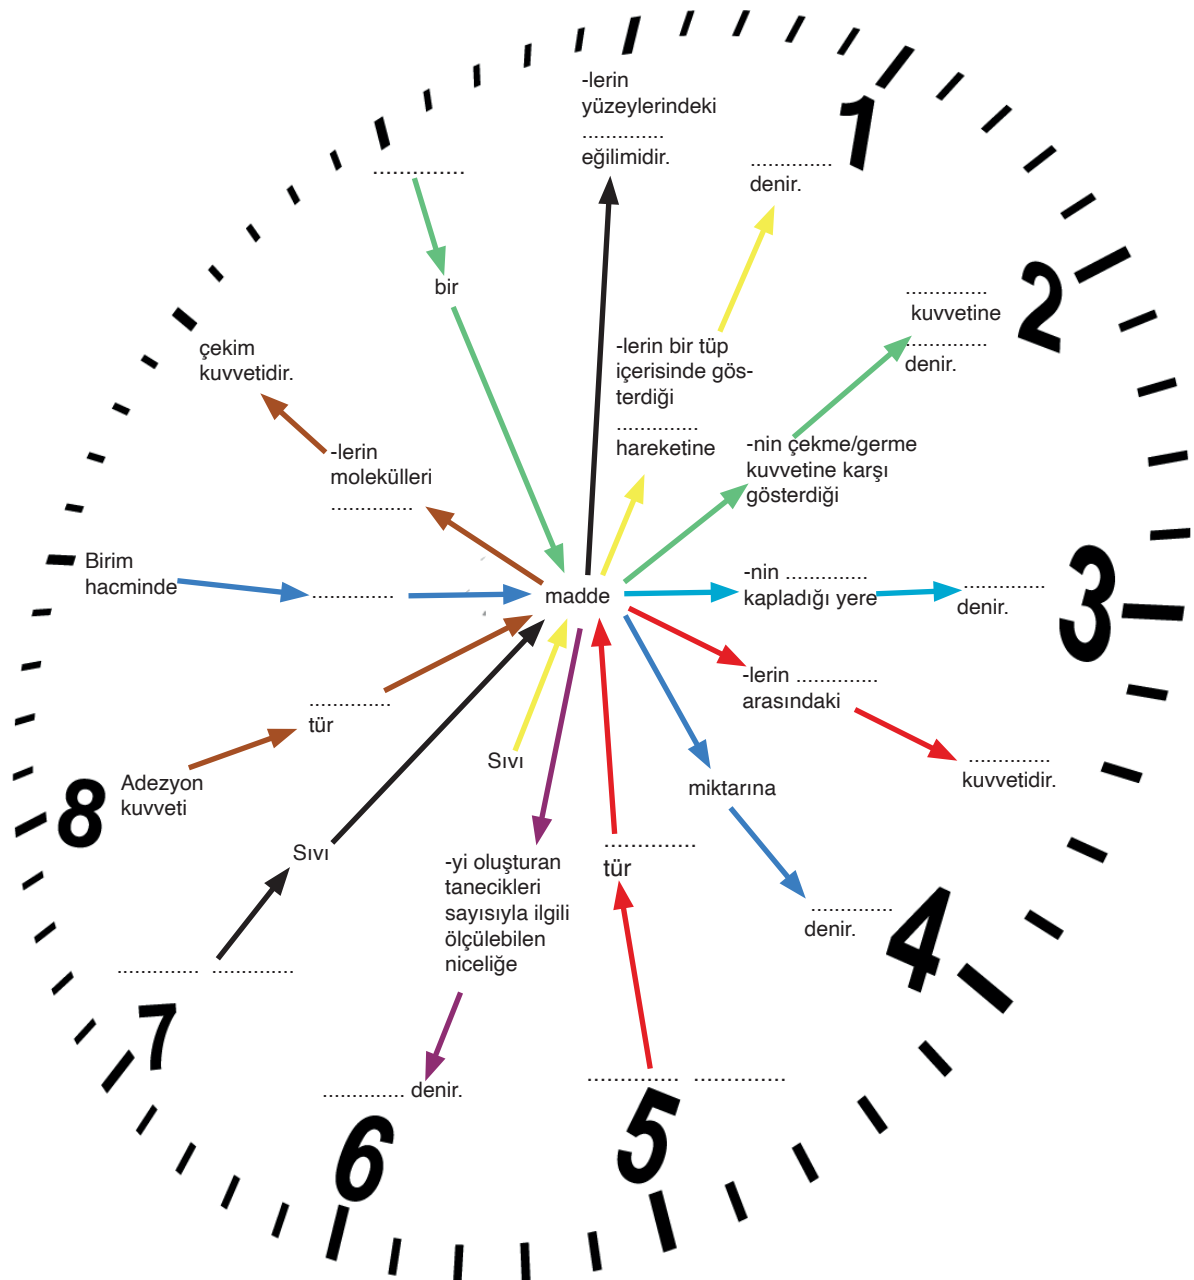 -lerin
yüzeylerindeki
..............
eğilimidir.
1
..............
denir.
................
bir
2
..............
kuvvetine
..............
denir.
-lerin bir tüp
içerisinde gös-
terdiği
..............
hareketine
çekim
kuvvetidir.
-lerin
molekülleri
..............
-nin çekme/germe
kuvvetine karşı
gösterdiği
Birim
hacminde
..............
madde
-nin ..............
kapladığı yere
..............
denir.
3
-lerin ..............
arasındaki
..............
kuvvetidir.
..............
tür
Adezyon
kuvveti
8
Sıvı
miktarına
Sıvı
................
tür
-yi oluşturan
tanecikleri
sayısıyla ilgili
ölçülebilen
niceliğe
..............
denir.
4
.............. ..............
7
.............. denir.
6
................ ................
5